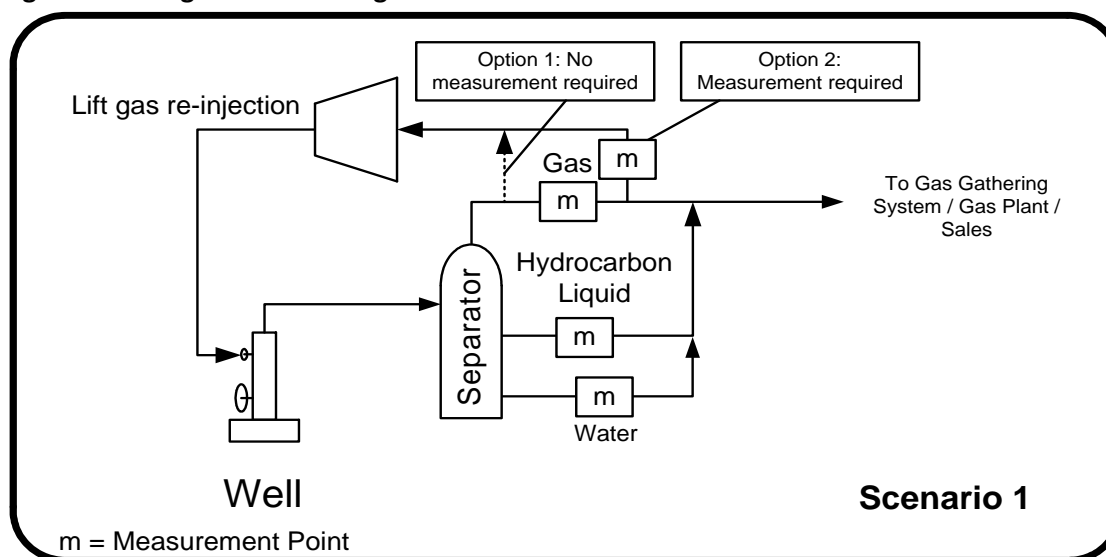 Option 1: No
measurement required
Option 2:
Measurement required
Lift gas re-injection
m
Gas
m
To Gas Gathering
System / Gas Plant /
Sales
Hydrocarbon
Liquid
Separator
m
m
Water
Well
Scenario 1
m = Measurement Point